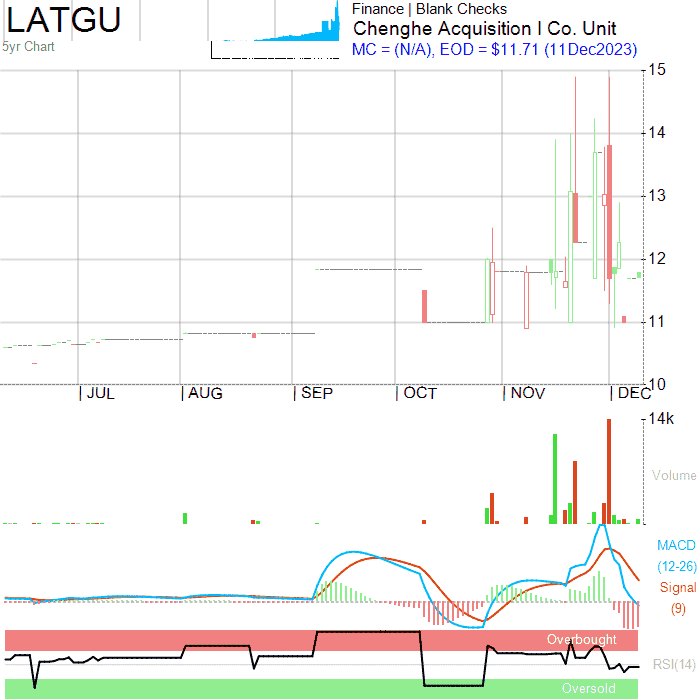 LATGU
Finance | Blank Checks
Chenghe Acquisition I Co. Unit
5yr Chart
MC = (N/A), EOD = $11.71 (11Dec2023)
15
14
13
12
11
10
JUL AUG SEP OCT NOV DEC
14k
Volume
MACD
(12-26)
Signal
(9)
Overbought
RSI(14)
Oversold